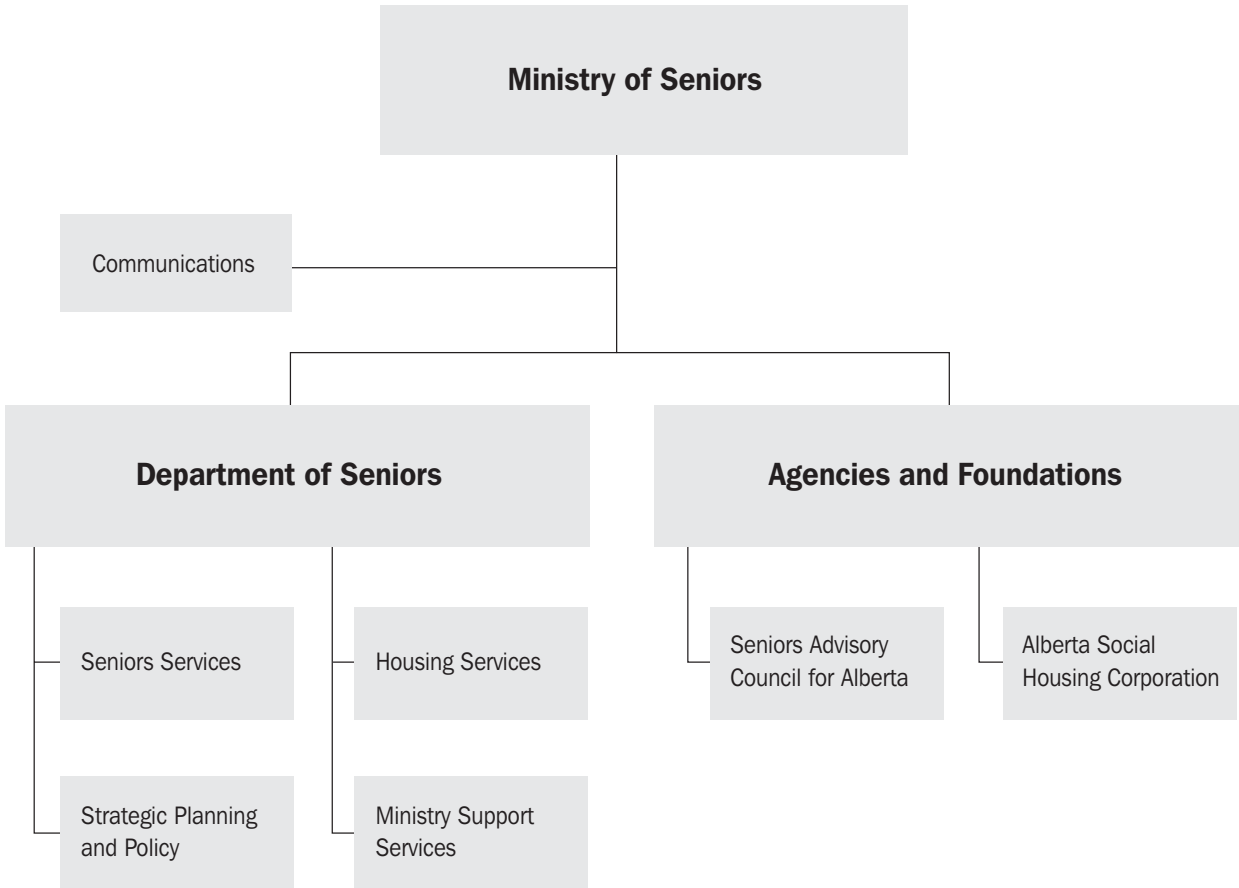 Ministry of Seniors
Communications
Department of Seniors
Agencies and Foundations
Seniors Services
Housing Services
Seniors Advisory
Council for Alberta
Alberta Social
Housing Corporation
Strategic Planning
and Policy
Ministry Support
Services